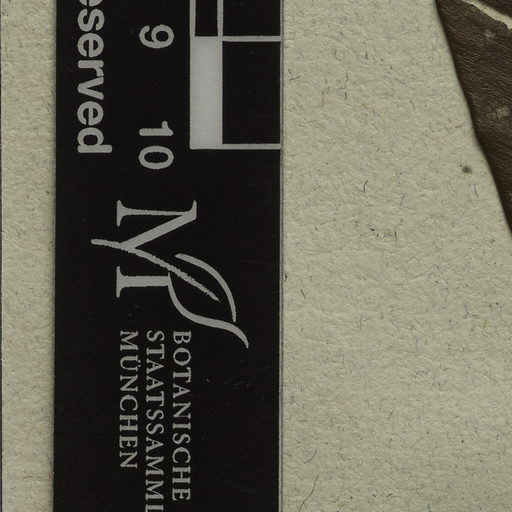 eserved
9 10
M
BOTANISCHE
STAATSSAMML
MÜNCHEN